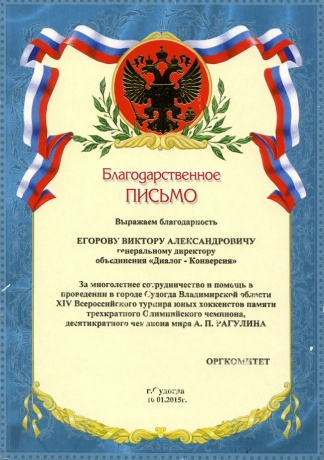 Благодарственное
ПИСЬМО
Выражаем благодарность
ЕГОРОВУ ВИКТОРУ АЛЕКСАНДРОВИЧУ
генеральному директору
объединения «Диалог - Конверсия»
За многолетнее сотрудничество и помощь в
проведении в городе Судогда Владимирской области
XIV Всероссийского турнира юных хоккеистов памяти
трехкратного Олимпийского чемпиона,
десятикратного чемпиона мира А. П. РАГУЛИНА
ОРГКОМИТЕТ
г.Судогда
10.01.2015г.